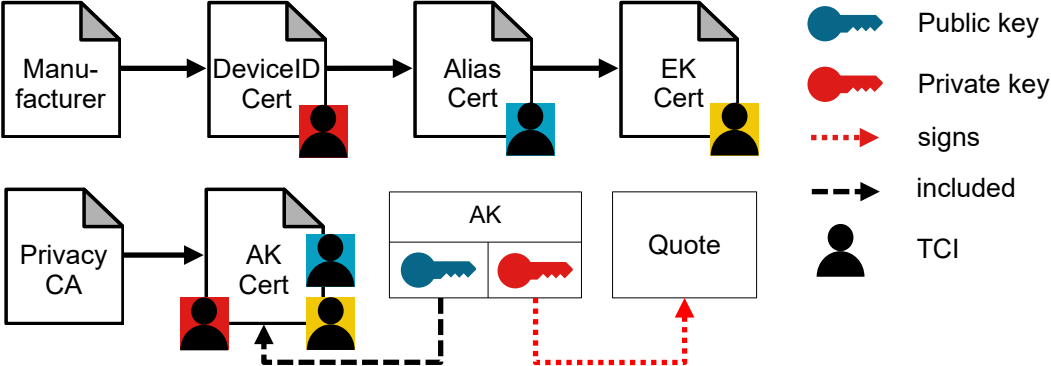 Manu-
facturer
DeviceID
Cert
Alias
Cert
EK
Cert
Public key
Private key
signs
included
TCI
Privacy
CA
AK
Cert
AK
Quote